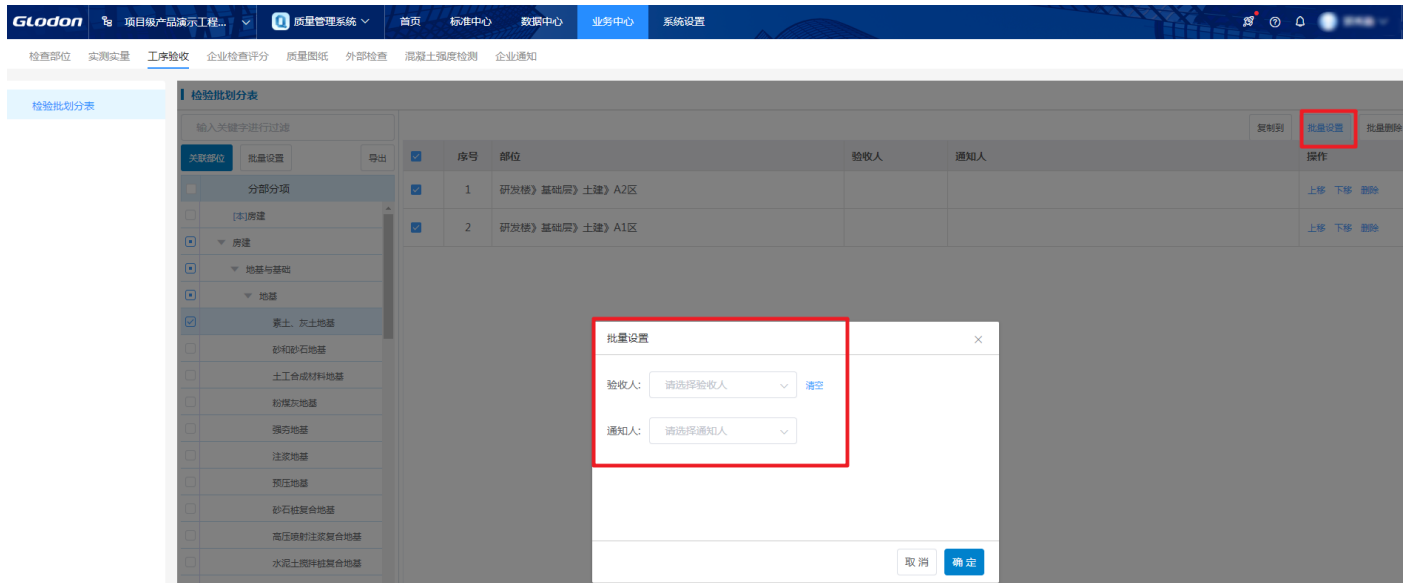 GLodon 项目级产品演示工程... 质量管理系统 首页 标准中心 数据中心 业务中心 系统设置
检查部位 实测实量 工序验收 企业检查评分 质量图纸 外部检查 混凝土强度检测 企业通知
检验批划分表
检验批划分表
输入关键字进行过滤
复制到 批量设置 批量删除
关联部位 批量设置 导出
序号 部位 验收人 通知人 操作
分部分项
1 研发楼》基础层》土建》A2区 上移 下移 删除
[本]房建
2 研发楼》基础层》土建》A1区 上移 下移 删除
房建
地基与基础
地基
素土、灰土地基
砂和砂石地基
土工合成材料地基
粉煤灰地基
强夯地基
注浆地基
预压地基
砂石桩复合地基
高压喷射注浆复合地基
水泥土搅拌桩复合地基
批量设置
验收人: 请选择验收人 清空
通知人: 请选择通知人
取消 确定